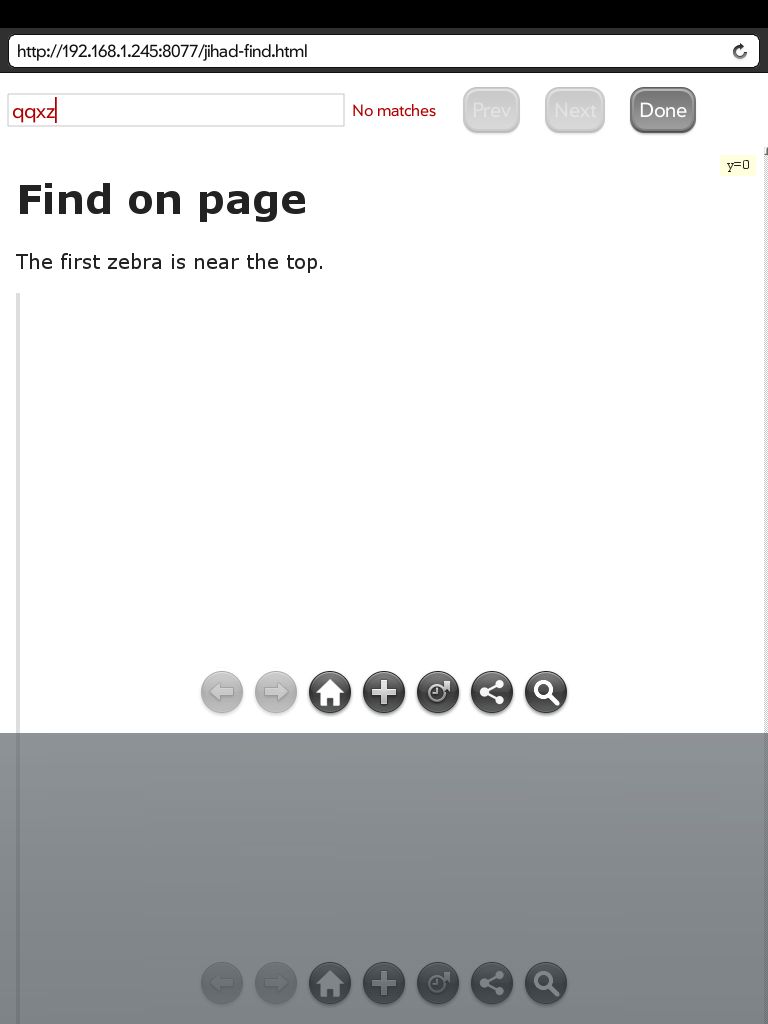 http://192.168.1.245:8077/jihad-find.html
qqxz No matches Prev Next Done
y=0
Find on page
The first zebra is near the top.